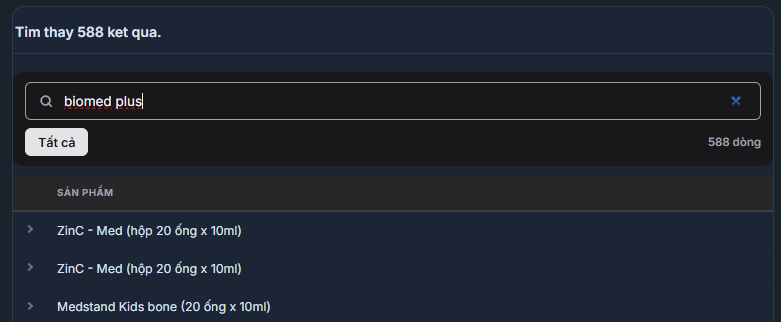 Tim thay 588 ket qua.
biomed plus
Tất cả
588 dòng
SẢN PHẨM
ZinC - Med (hộp 20 ống x 10ml)
ZinC - Med (hộp 20 ống x 10ml)
Medstand Kids bone (20 ống x 10ml)